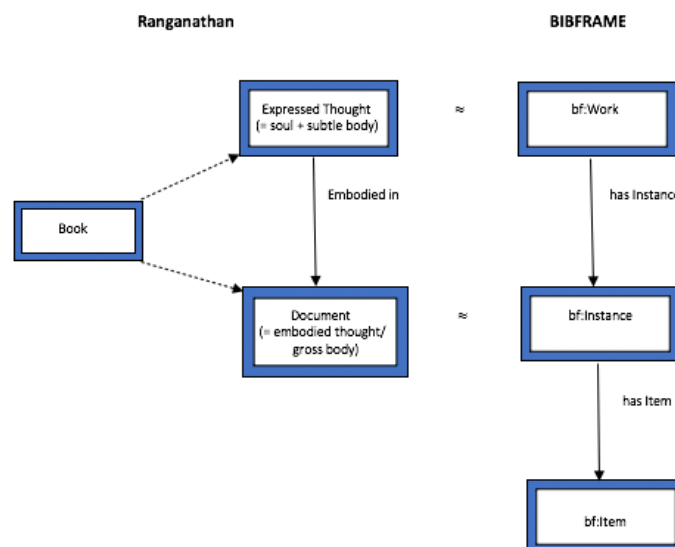 Ranganathan
BIBFRAME
Expressed Thought
(= soul + subtle body)
≈
bf:Work
Embodied in
has Instance
Book
Document
(= embodied thought/
gross body)
≈
bf:Instance
has Item
bf:Item